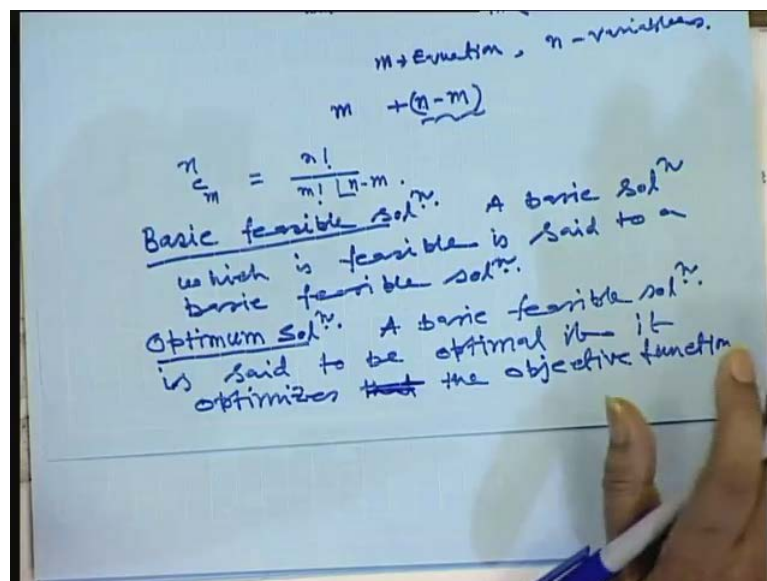 m → Equation, n - variables.
m + (n - m)
ⁿc_m = n! / m! ⌊n-m .
Basic feasible solⁿ. A basic solⁿ
which is feasible is said to a
basic feasible solⁿ.
Optimum solⁿ. A basic feasible solⁿ.
is said to be optimal if it
optimizes the objective function